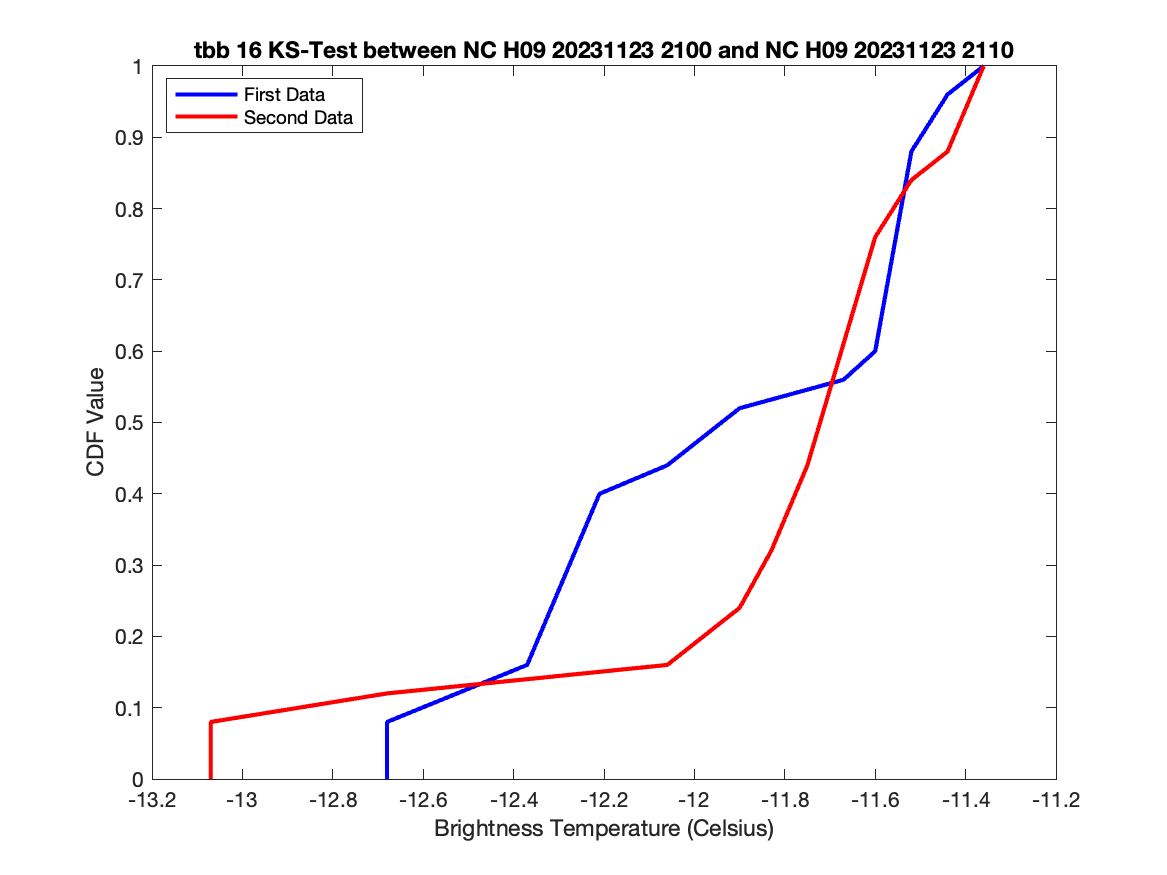 tbb 16 KS-Test between NC H09 20231123 2100 and NC H09 20231123 2110
First Data
Second Data
1
0.9
0.8
0.7
0.6
0.5
0.4
0.3
0.2
0.1
0
CDF Value
-13.2 -13 -12.8 -12.6 -12.4 -12.2 -12 -11.8 -11.6 -11.4 -11.2
Brightness Temperature (Celsius)